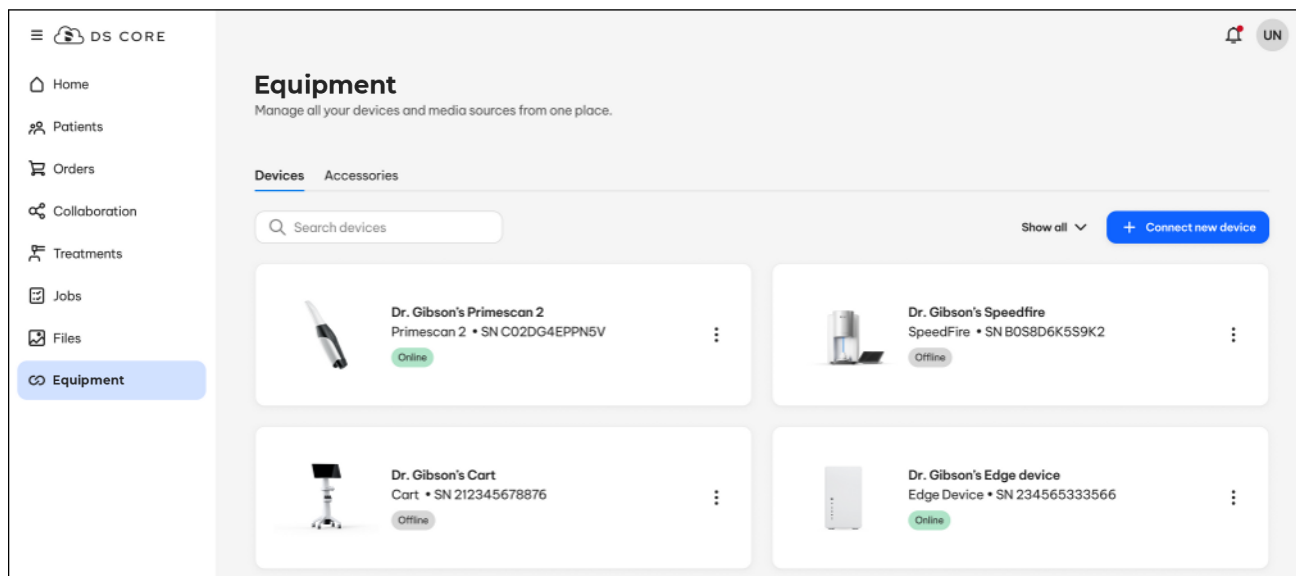 DS CORE
UN
Home
Patients
Orders
Collaboration
Treatments
Jobs
Files
Equipment
Equipment
Manage all your devices and media sources from one place.
Devices Accessories
Search devices
Show all
+ Connect new device
Dr. Gibson's Primescan 2
Primescan 2 • SN C02DG4EPPN5V
Online
Dr. Gibson's Speedfire
SpeedFire • SN B0S8D6K5S9K2
Offline
Dr. Gibson's Cart
Cart • SN 212345678876
Offline
Dr. Gibson's Edge device
Edge Device • SN 234565333566
Online